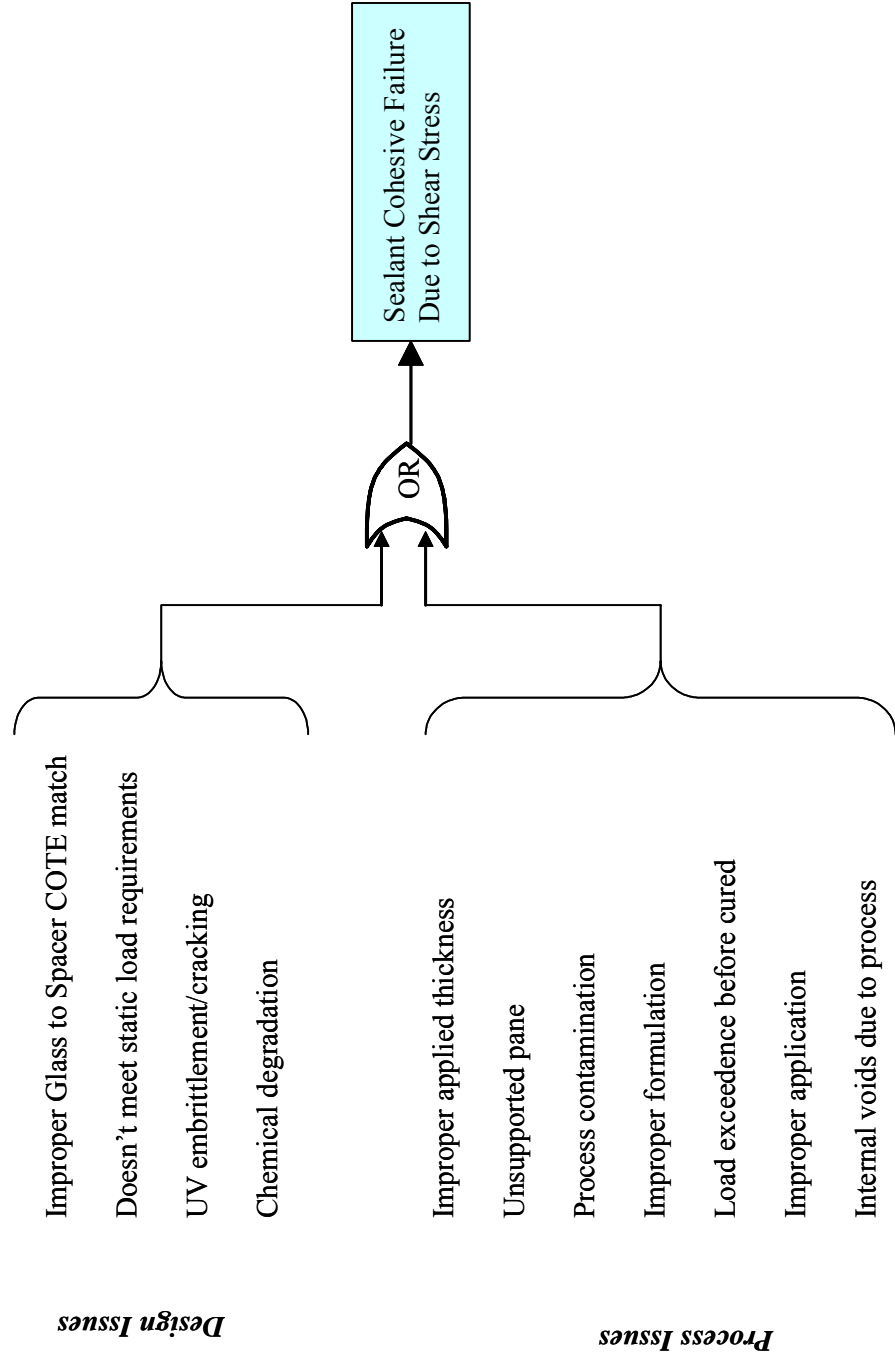 Design Issues
Improper Glass to Spacer COTE match
Doesn’t meet static load requirements
UV embrittlement/cracking
Chemical degradation
Process Issues
Improper applied thickness
Unsupported pane
Process contamination
Improper formulation
Load exceedence before cured
Improper application
Internal voids due to process
OR
Sealant Cohesive Failure
Due to Shear Stress